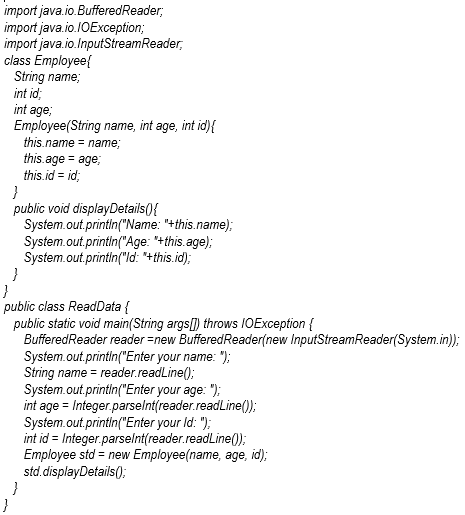 import java.io.BufferedReader;
import java.io.IOException;
import java.io.InputStreamReader;
class Employee{
   String name;
   int id;
   int age;
   Employee(String name, int age, int id){
      this.name = name;
      this.age = age;
      this.id = id;
   }
   public void displayDetails(){
      System.out.println("Name: "+this.name);
      System.out.println("Age: "+this.age);
      System.out.println("Id: "+this.id);
   }
}
public class ReadData {
   public static void main(String args[]) throws IOException {
      BufferedReader reader =new BufferedReader(new InputStreamReader(System.in));
      System.out.println("Enter your name: ");
      String name = reader.readLine();
      System.out.println("Enter your age: ");
      int age = Integer.parseInt(reader.readLine());
      System.out.println("Enter your Id: ");
      int id = Integer.parseInt(reader.readLine());
      Employee std = new Employee(name, age, id);
      std.displayDetails();
   }
}